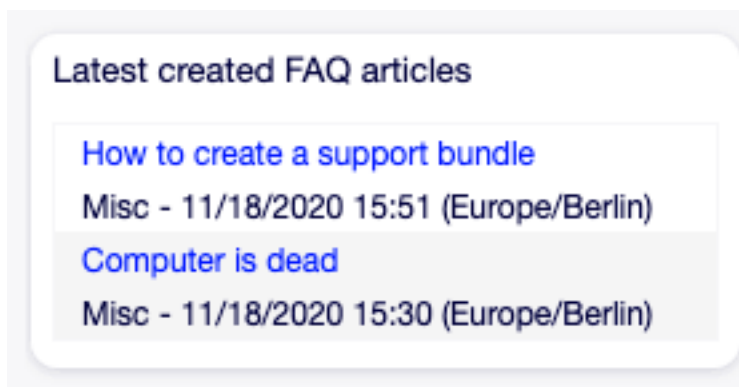 Latest created FAQ articles
How to create a support bundle
Misc - 11/18/2020 15:51 (Europe/Berlin)
Computer is dead
Misc - 11/18/2020 15:30 (Europe/Berlin)